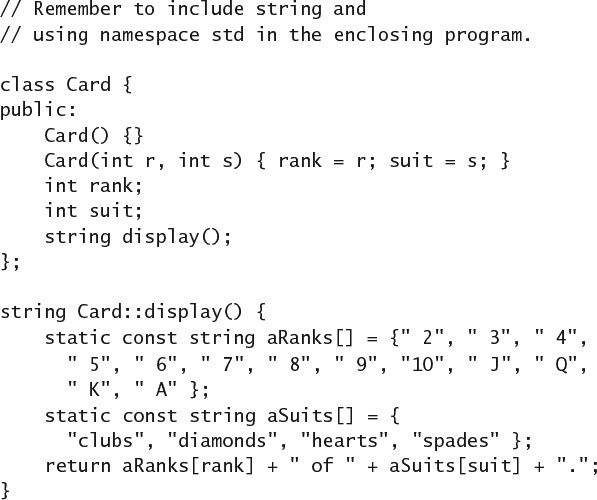 // Remember to include string and
// using namespace std in the enclosing program.
class Card {
public:
    Card() {}
    Card(int r, int s) { rank = r; suit = s; }
    int rank;
    int suit;
    string display();
};
string Card::display() {
    static const string aRanks[] = {" 2", " 3", " 4",
      " 5", " 6", " 7", " 8", " 9", "10", " J", " Q",
      " K", " A" };
    static const string aSuits[] = {
      "clubs", "diamonds", "hearts", "spades" };
    return aRanks[rank] + " of " + aSuits[suit] + ".";
}